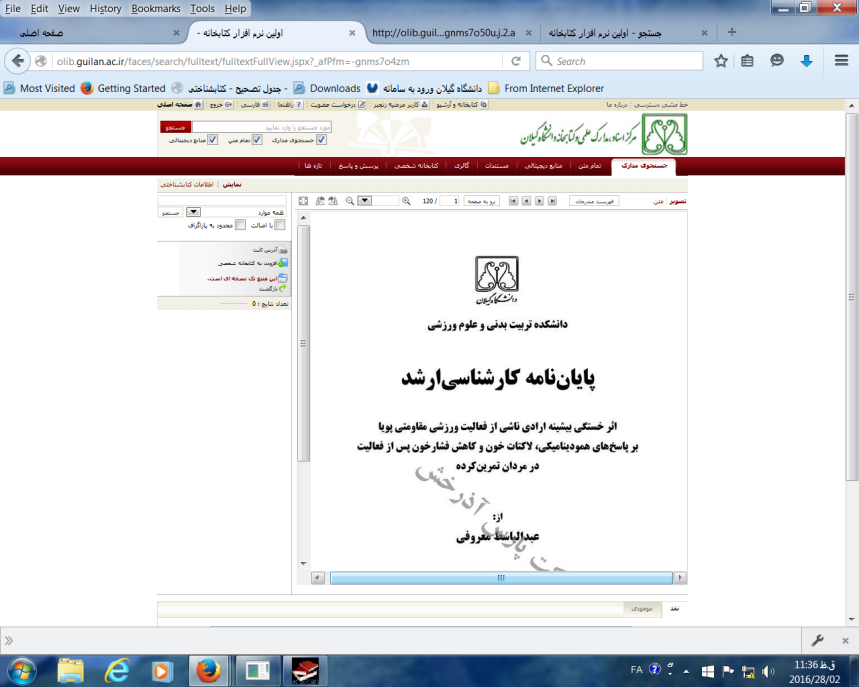 File Edit View History Bookmarks Tools Help
صفحه اصلی
اولین نرم افزار کتابخانه -
http://olib.guil...gnms7o50u.j.2.a
جستجو - اولین نرم افزار کتابخانه
olib.guilan.ac.ir/faces/search/fulltext/fulltextFullView.jspx?_afPfm=-gnms7o4zm
Search
Most Visited
Getting Started
جدول تصحیح - کتابشناختی -
Downloads
دانشگاه گیلان ورود به سامانه
From Internet Explorer
خط مشی دسترسی | درباره ما
کتابخانه و آرشیو | کاربر مرضیه رنجبر | درخواست عضویت | راهنما | فارسی | خروج | صفحه اصلی
مرکز اسناد، مدارک علمی و کتابخانه دانشگاه گیلان
مورد جستجو را وارد نمایید
جستجو
جستجوی مدارک
تمام متن
منابع دیجیتالی
جستجوی مدارک
تمام متن | منابع دیجیتالی | مستندات | گالری | کتابخانه شخصی | پرسش و پاسخ | تازه ها
نمایش | اطلاعات کتابشناختی
تصویر | متن
فهرست مندرجات
برو به صفحه
1
120 /
همه موارد
جستجو
با اصالت
محدود به پاراگراف
آدرس ثابت
افزودن به کتابخانه شخصی
این منبع تک نسخه ای است.
بازگشت
تعداد نتایج : 0
دانشگاه گیلان
دانشکده تربیت بدنی و علوم ورزشی
پایان‌نامه کارشناسی‌ارشد
اثر خستگی بیشینه ارادی ناشی از فعالیت ورزشی مقاومتی پویا
بر پاسخ‌های همودینامیکی، لاکتات خون و کاهش فشارخون پس از فعالیت
در مردان تمرین‌کرده
از:
عبدالباسط معروفی
پارس آذرخش
نقد
موجودی
FA
11:36 ق.ظ
2016/28/02